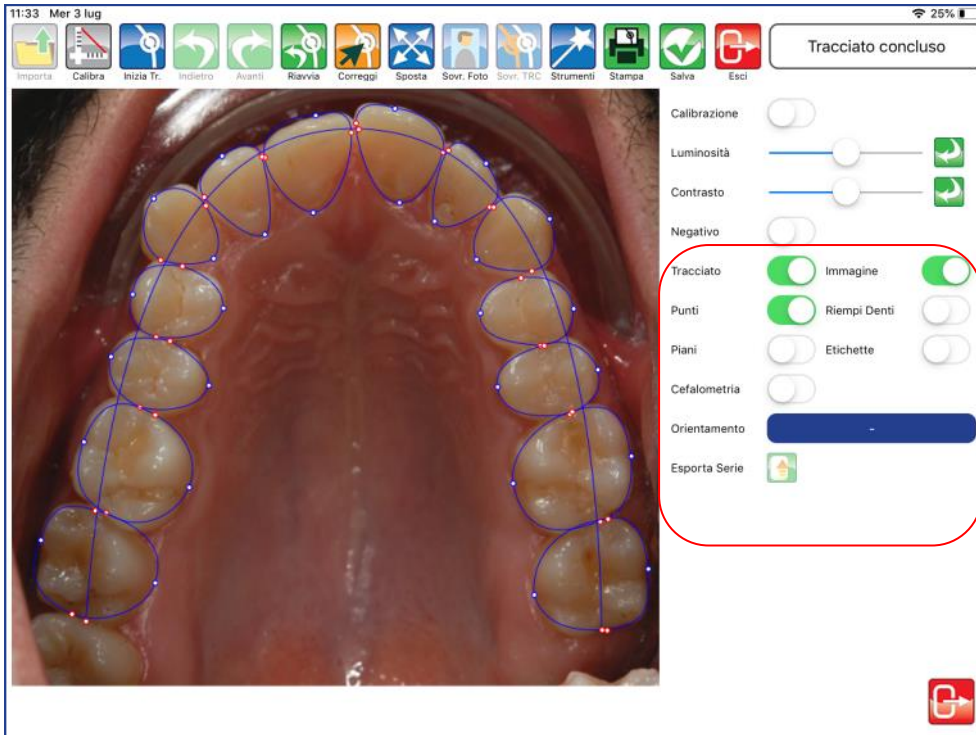 11:33 Mer 3 lug 25%
Importa Calibra Inizia Tr. Indietro Avanti Riavvia Correggi Sposta Sovr. Foto Sovr. TRC Strumenti Stampa Salva Esci
Tracciato concluso
Calibrazione
Luminosità
Contrasto
Negativo
Tracciato Immagine
Punti Riempi Denti
Piani Etichette
Cefalometria
Orientamento -
Esporta Serie